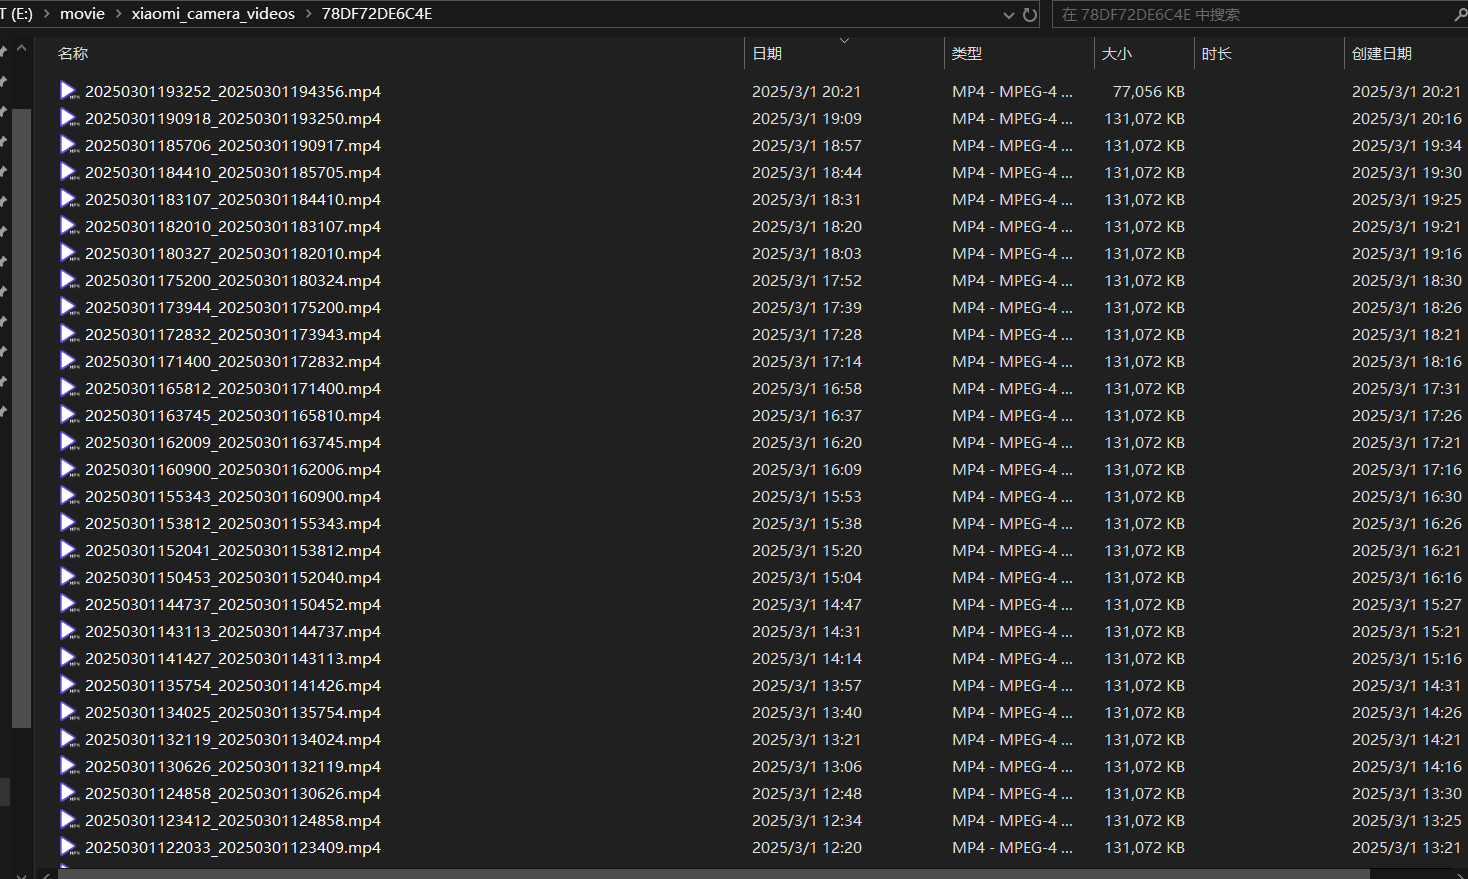 T (E:) > movie > xiaomi_camera_videos > 78DF72DE6C4E 在 78DF72DE6C4E 中搜索
名称 日期 类型 大小 时长 创建日期
20250301193252_20250301194356.mp4 2025/3/1 20:21 MP4 - MPEG-4 ... 77,056 KB 2025/3/1 20:21
20250301190918_20250301193250.mp4 2025/3/1 19:09 MP4 - MPEG-4 ... 131,072 KB 2025/3/1 20:16
20250301185706_20250301190917.mp4 2025/3/1 18:57 MP4 - MPEG-4 ... 131,072 KB 2025/3/1 19:34
20250301184410_20250301185705.mp4 2025/3/1 18:44 MP4 - MPEG-4 ... 131,072 KB 2025/3/1 19:30
20250301183107_20250301184410.mp4 2025/3/1 18:31 MP4 - MPEG-4 ... 131,072 KB 2025/3/1 19:25
20250301182010_20250301183107.mp4 2025/3/1 18:20 MP4 - MPEG-4 ... 131,072 KB 2025/3/1 19:21
20250301180327_20250301182010.mp4 2025/3/1 18:03 MP4 - MPEG-4 ... 131,072 KB 2025/3/1 19:16
20250301175200_20250301180324.mp4 2025/3/1 17:52 MP4 - MPEG-4 ... 131,072 KB 2025/3/1 18:30
20250301173944_20250301175200.mp4 2025/3/1 17:39 MP4 - MPEG-4 ... 131,072 KB 2025/3/1 18:26
20250301172832_20250301173943.mp4 2025/3/1 17:28 MP4 - MPEG-4 ... 131,072 KB 2025/3/1 18:21
20250301171400_20250301172832.mp4 2025/3/1 17:14 MP4 - MPEG-4 ... 131,072 KB 2025/3/1 18:16
20250301165812_20250301171400.mp4 2025/3/1 16:58 MP4 - MPEG-4 ... 131,072 KB 2025/3/1 17:31
20250301163745_20250301165810.mp4 2025/3/1 16:37 MP4 - MPEG-4 ... 131,072 KB 2025/3/1 17:26
20250301162009_20250301163745.mp4 2025/3/1 16:20 MP4 - MPEG-4 ... 131,072 KB 2025/3/1 17:21
20250301160900_20250301162006.mp4 2025/3/1 16:09 MP4 - MPEG-4 ... 131,072 KB 2025/3/1 17:16
20250301155343_20250301160900.mp4 2025/3/1 15:53 MP4 - MPEG-4 ... 131,072 KB 2025/3/1 16:30
20250301153812_20250301155343.mp4 2025/3/1 15:38 MP4 - MPEG-4 ... 131,072 KB 2025/3/1 16:26
20250301152041_20250301153812.mp4 2025/3/1 15:20 MP4 - MPEG-4 ... 131,072 KB 2025/3/1 16:21
20250301150453_20250301152040.mp4 2025/3/1 15:04 MP4 - MPEG-4 ... 131,072 KB 2025/3/1 16:16
20250301144737_20250301150452.mp4 2025/3/1 14:47 MP4 - MPEG-4 ... 131,072 KB 2025/3/1 15:27
20250301143113_20250301144737.mp4 2025/3/1 14:31 MP4 - MPEG-4 ... 131,072 KB 2025/3/1 15:21
20250301141427_20250301143113.mp4 2025/3/1 14:14 MP4 - MPEG-4 ... 131,072 KB 2025/3/1 15:16
20250301135754_20250301141426.mp4 2025/3/1 13:57 MP4 - MPEG-4 ... 131,072 KB 2025/3/1 14:31
20250301134025_20250301135754.mp4 2025/3/1 13:40 MP4 - MPEG-4 ... 131,072 KB 2025/3/1 14:26
20250301132119_20250301134024.mp4 2025/3/1 13:21 MP4 - MPEG-4 ... 131,072 KB 2025/3/1 14:21
20250301130626_20250301132119.mp4 2025/3/1 13:06 MP4 - MPEG-4 ... 131,072 KB 2025/3/1 14:16
20250301124858_20250301130626.mp4 2025/3/1 12:48 MP4 - MPEG-4 ... 131,072 KB 2025/3/1 13:30
20250301123412_20250301124858.mp4 2025/3/1 12:34 MP4 - MPEG-4 ... 131,072 KB 2025/3/1 13:25
20250301122033_20250301123409.mp4 2025/3/1 12:20 MP4 - MPEG-4 ... 131,072 KB 2025/3/1 13:21